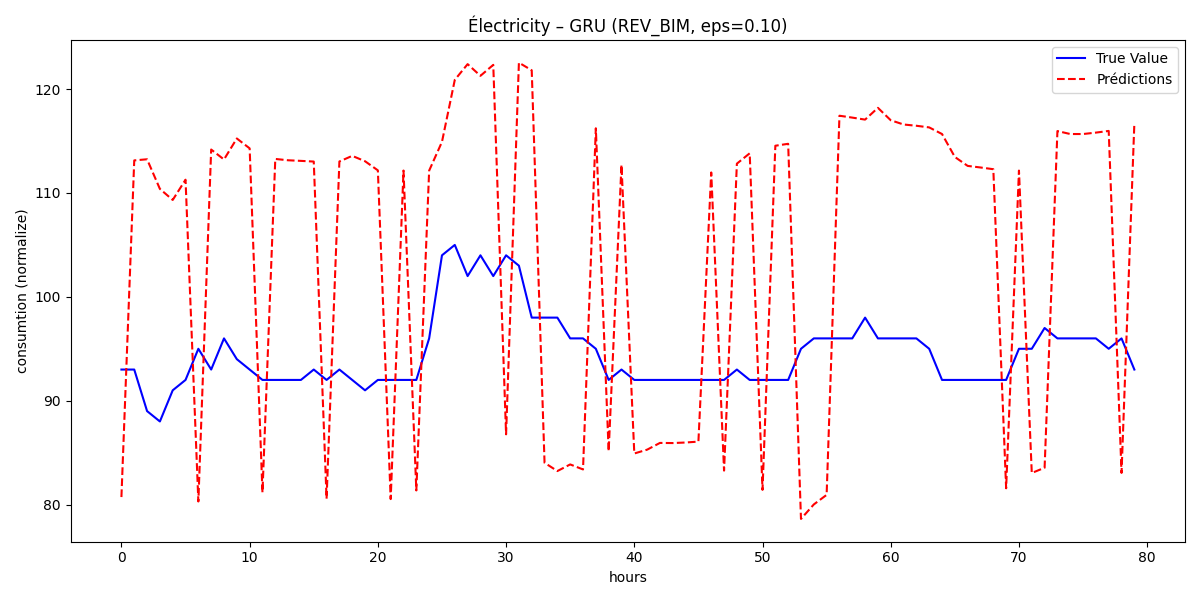 Électricity – GRU (REV_BIM, eps=0.10)
True Value
Prédictions
consumtion (normalize)
120
110
100
90
80
0 10 20 30 40 50 60 70 80
hours